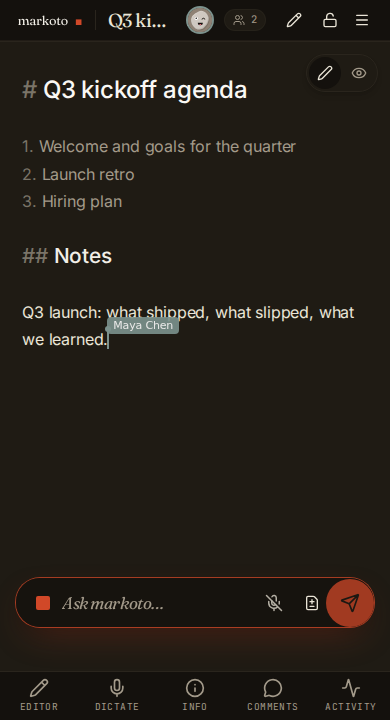 markoto
Q3 ki...
2
# Q3 kickoff agenda
1. Welcome and goals for the quarter
2. Launch retro
3. Hiring plan
## Notes
Q3 launch: what shipped, what slipped, what
we learned.
Maya Chen
Ask markoto...
EDITOR
DICTATE
INFO
COMMENTS
ACTIVITY